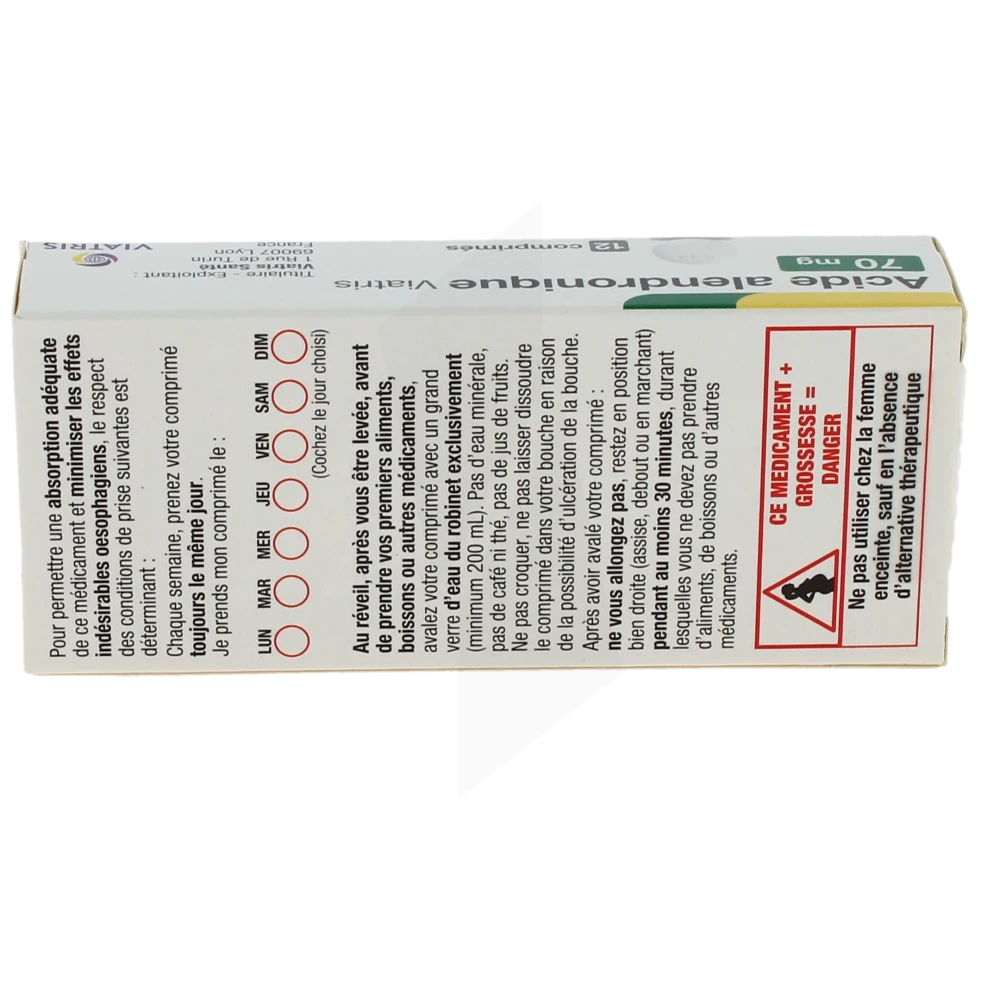 Pour permettre une absorption adéquate
de ce médicament et minimiser les effets
indésirables oesophagiens, le respect
des conditions de prise suivantes est
déterminant :
Chaque semaine, prenez votre comprimé
toujours le même jour.
Je prends mon comprimé le :
LUN MAR MER JEU VEN SAM DIM
(Cochez le jour choisi)
Au réveil, après vous être levée, avant
de prendre vos premiers aliments,
boissons ou autres médicaments,
avalez votre comprimé avec un grand
verre d'eau du robinet exclusivement
(minimum 200 mL). Pas d'eau minérale,
pas de café ni thé, pas de jus de fruits.
Ne pas croquer, ne pas laisser dissoudre
le comprimé dans votre bouche en raison
de la possibilité d'ulcération de la bouche.
Après avoir avalé votre comprimé :
ne vous allongez pas, restez en position
bien droite (assise, debout ou en marchant)
pendant au moins 30 minutes, durant
lesquelles vous ne devez pas prendre
d'aliments, de boissons ou d'autres
médicaments.
CE MEDICAMENT +
GROSSESSE =
DANGER
Ne pas utiliser chez la femme
enceinte, sauf en l'absence
d'alternative thérapeutique
Acide alendronique Viatris
70 mg
12 comprimés
Titulaire - Exploitant :
Viatris Santé
1 Rue de Turin
69007 Lyon
France
VIATRIS